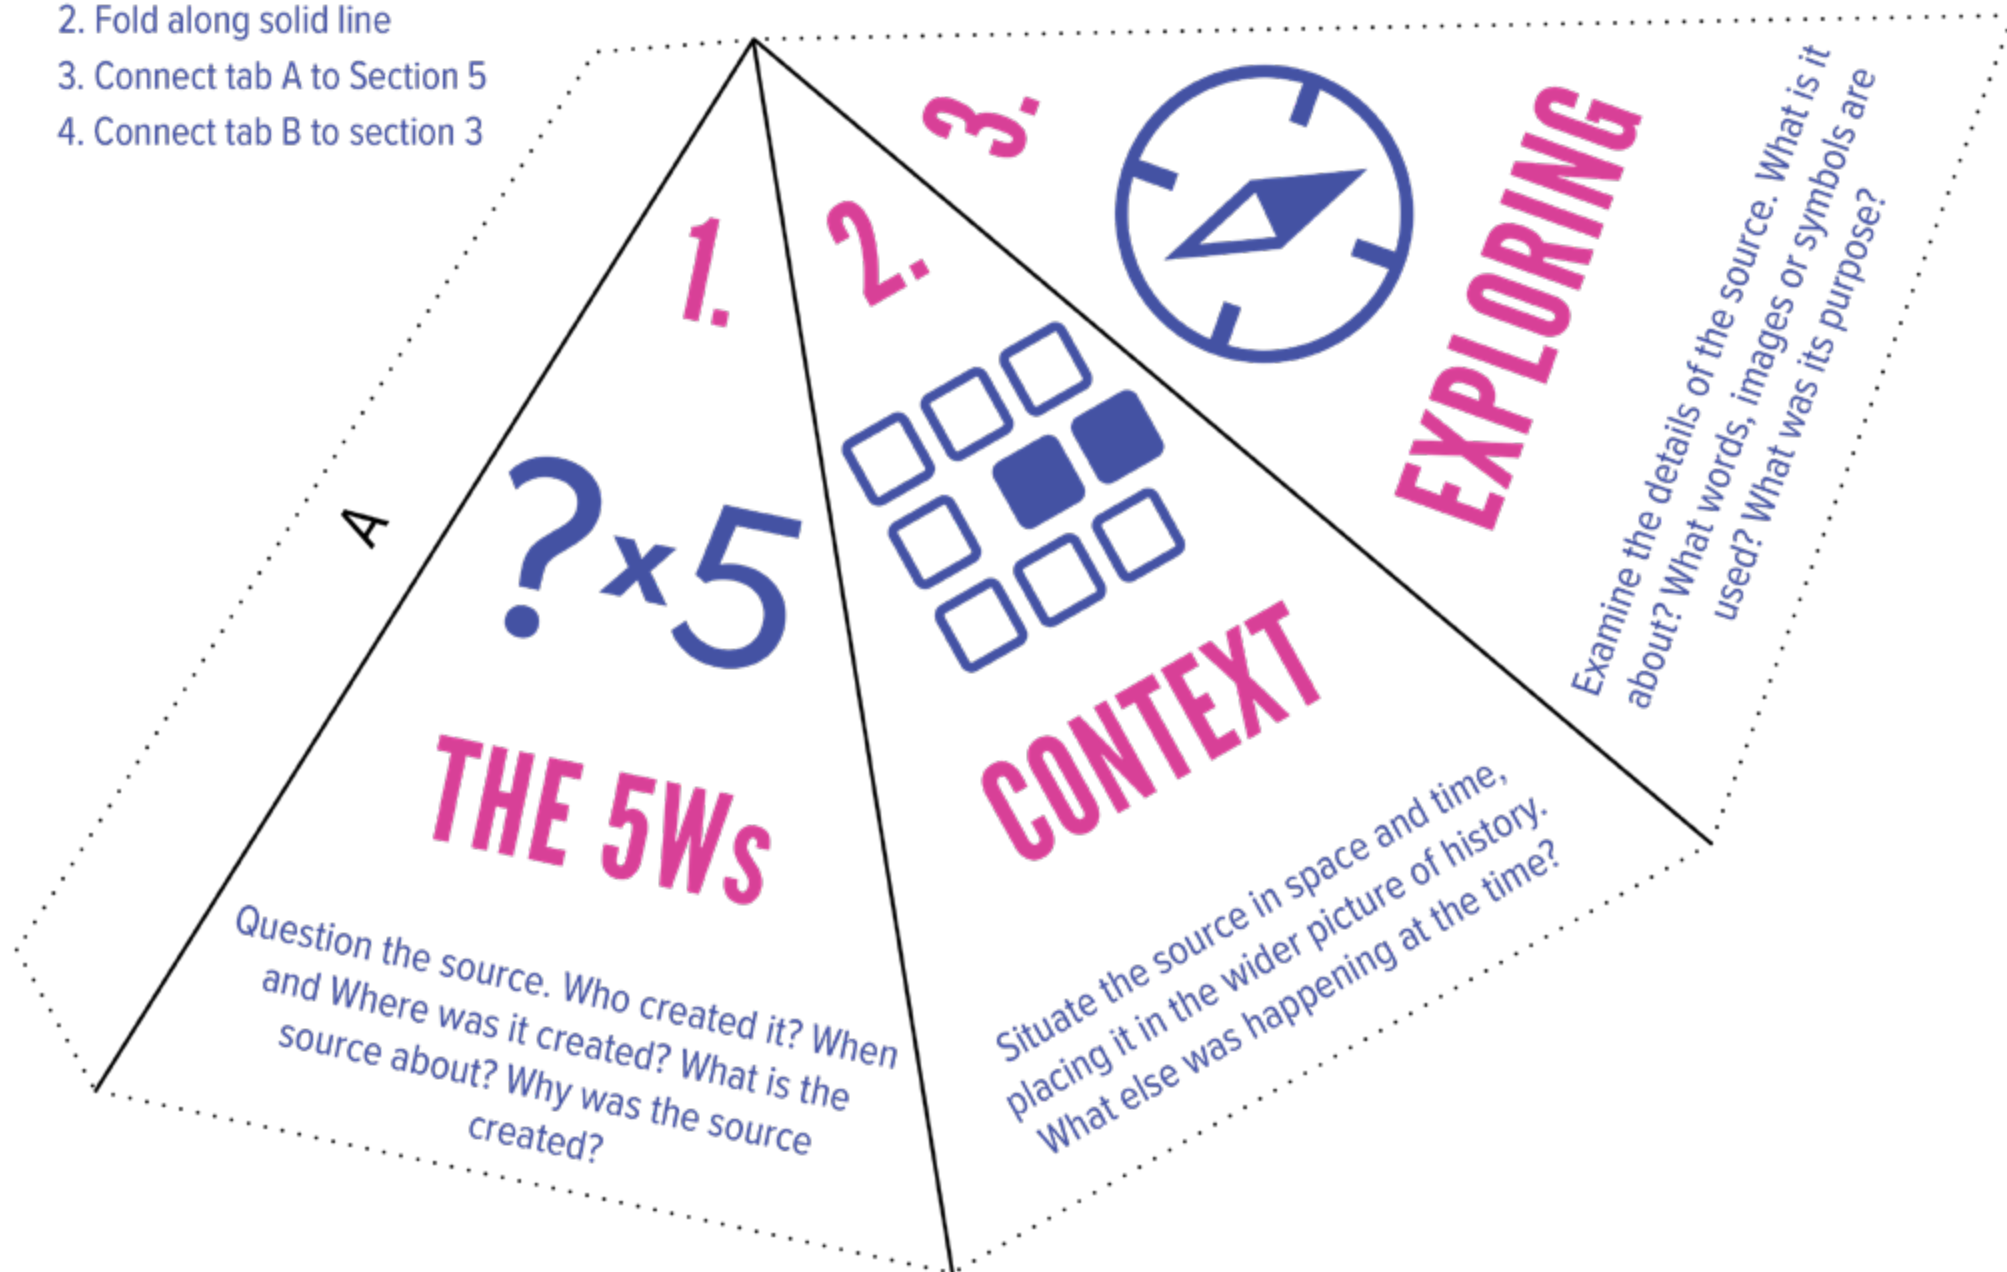 2. Fold along solid line
3. Connect tab A to Section 5
4. Connect tab B to section 3
A
1.
?x5
THE 5Ws
Question the source. Who created it? When
and Where was it created? What is the
source about? Why was the source
created?
2.
CONTEXT
Situate the source in space and time,
placing it in the wider picture of history.
What else was happening at the time?
3.
EXPLORING
Examine the details of the source. What is it
about? What words, images or symbols are
used? What was its purpose?